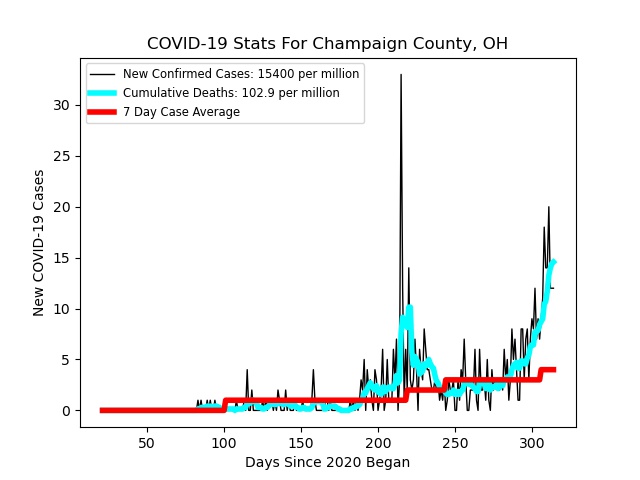 COVID-19 Stats For Champaign County, OH
New Confirmed Cases: 15400 per million
Cumulative Deaths: 102.9 per million
7 Day Case Average
New COVID-19 Cases
30
25
20
15
10
5
0
50 100 150 200 250 300
Days Since 2020 Began